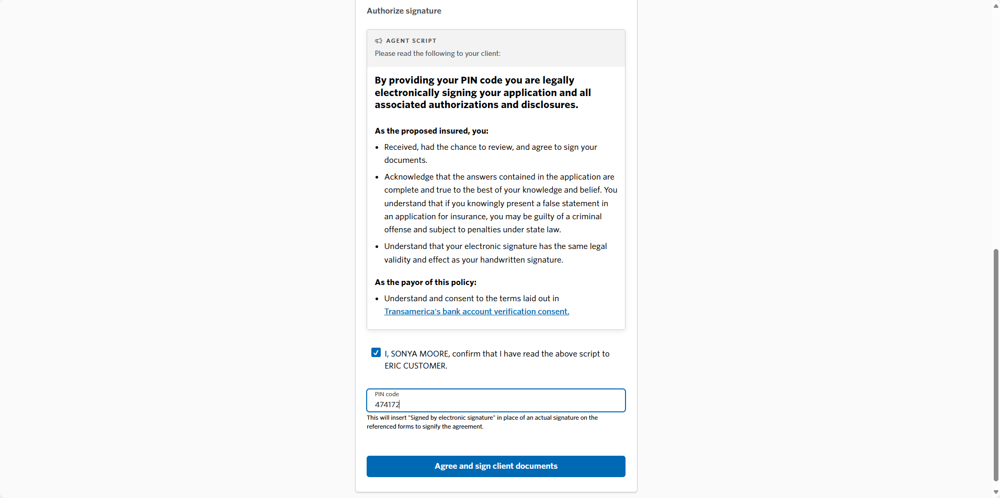 Authorize signature
AGENT SCRIPT
Please read the following to your client:
By providing your PIN code you are legally
electronically signing your application and all
associated authorizations and disclosures.
As the proposed insured, you:
• Received, had the chance to review, and agree to sign your
documents.
• Acknowledge that the answers contained in the application are
complete and true to the best of your knowledge and belief. You
understand that if you knowingly present a false statement in
an application for insurance, you may be guilty of a criminal
offense and subject to penalties under state law.
• Understand that your electronic signature has the same legal
validity and effect as your handwritten signature.
As the payor of this policy:
• Understand and consent to the terms laid out in
Transamerica's bank account verification consent.
I, SONYA MOORE, confirm that I have read the above script to
ERIC CUSTOMER.
PIN code
474172
This will insert "Signed by electronic signature" in place of an actual signature on the
referenced forms to signify the agreement.
Agree and sign client documents